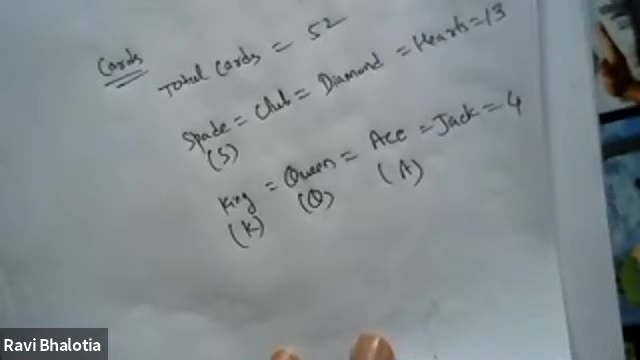 Cards
Total Cards = 52
Spade = Club = Diamond = Hearts = 13
(S)
King = Queen = Ace = Jack = 4
(K) (Q) (A)
Ravi Bhalotia